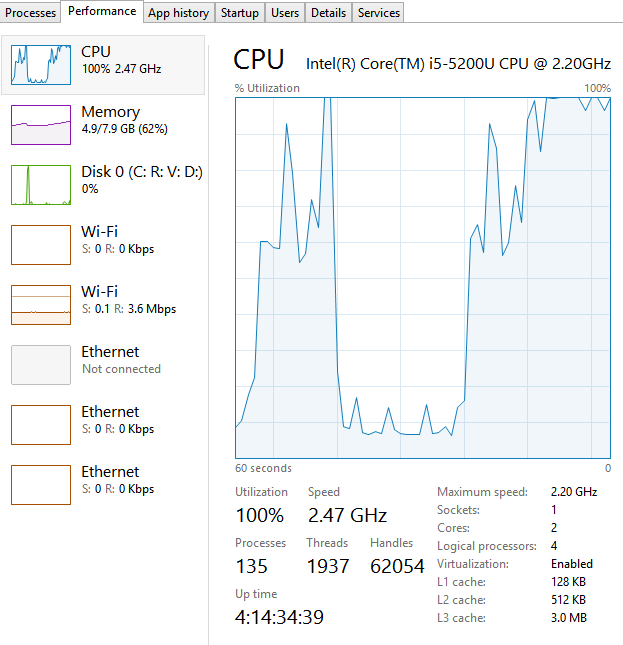 Processes Performance App history Startup Users Details Services
CPU
100% 2.47 GHz
Memory
4.9/7.9 GB (62%)
Disk 0 (C: R: V: D:)
0%
Wi-Fi
S: 0 R: 0 Kbps
Wi-Fi
S: 0.1 R: 3.6 Mbps
Ethernet
Not connected
Ethernet
S: 0 R: 0 Kbps
Ethernet
S: 0 R: 0 Kbps
CPU Intel(R) Core(TM) i5-5200U CPU @ 2.20GHz
% Utilization 100%
60 seconds 0
Utilization Speed
100% 2.47 GHz
Processes Threads Handles
135 1937 62054
Up time
4:14:34:39
Maximum speed: 2.20 GHz
Sockets: 1
Cores: 2
Logical processors: 4
Virtualization: Enabled
L1 cache: 128 KB
L2 cache: 512 KB
L3 cache: 3.0 MB